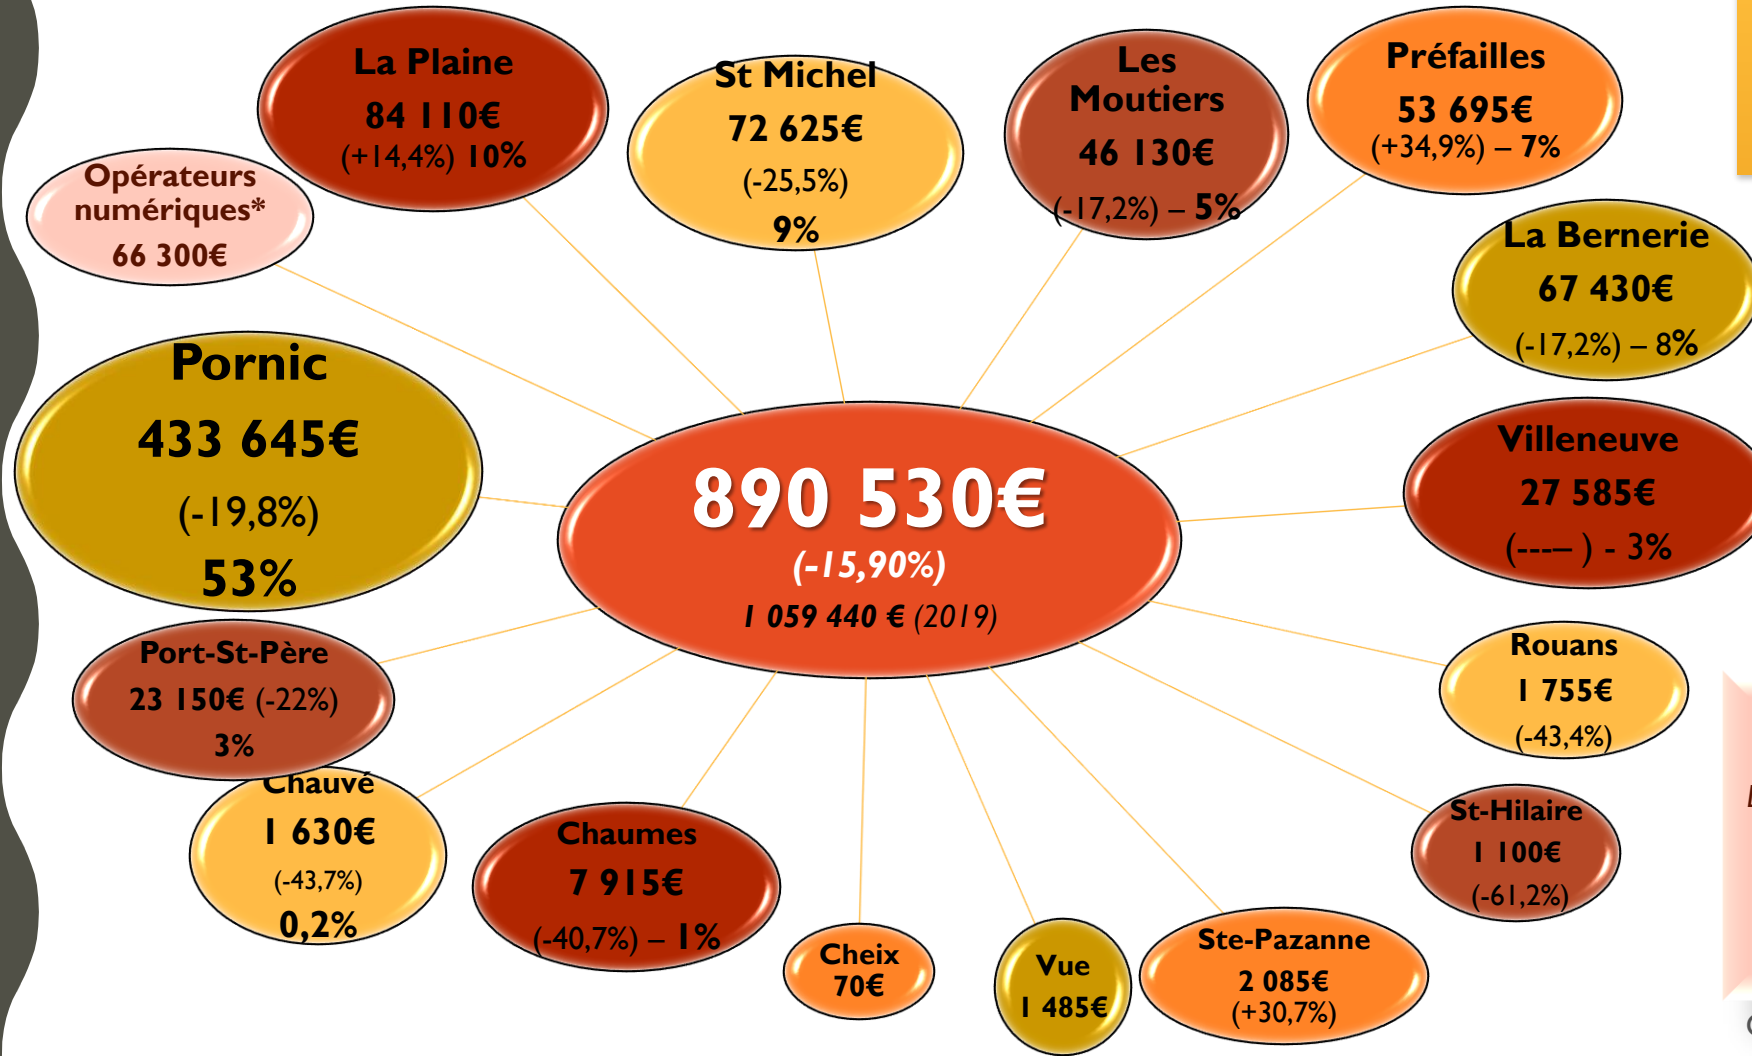 La Plaine
84 110€
(+14,4%) 10%
St Michel
72 625€
(-25,5%)
9%
Les
Moutiers
46 130€
(-17,2%) – 5%
Préfailles
53 695€
(+34,9%) – 7%
Opérateurs
numériques*
66 300€
La Bernerie
67 430€
(-17,2%) – 8%
Pornic
433 645€
(-19,8%)
53%
890 530€
(-15,90%)
1 059 440 € (2019)
Villeneuve
27 585€
(---– ) - 3%
Port-St-Père
23 150€ (-22%)
3%
Rouans
1 755€
(-43,4%)
Chauvé
1 630€
(-43,7%)
0,2%
Chaumes
7 915€
(-40,7%) – 1%
Cheix
70€
Vue
1 485€
Ste-Pazanne
2 085€
(+30,7%)
St-Hilaire
1 100€
(-61,2%)